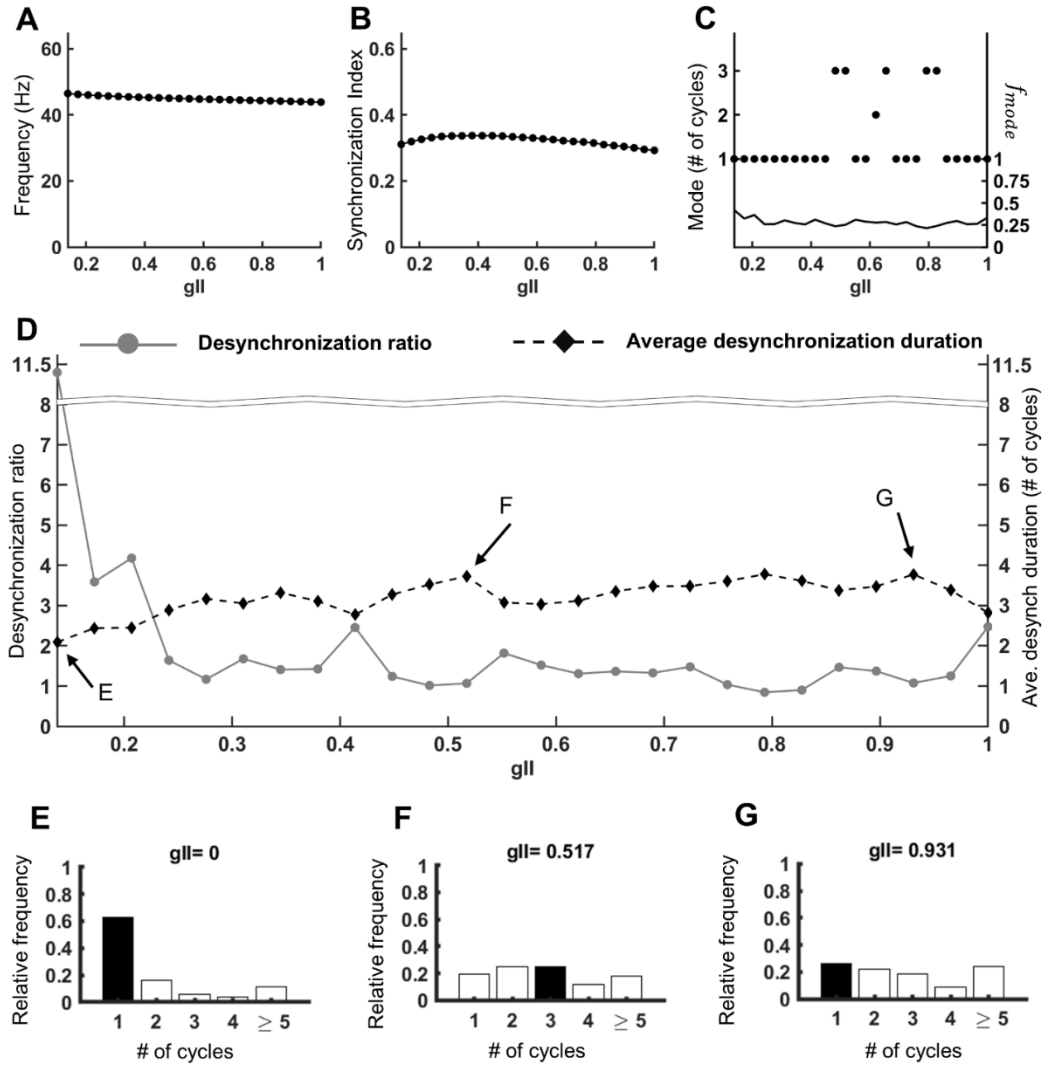 A
Frequency (Hz)
60
40
20
0
0.2 0.4 0.6 0.8 1
gII
B
Synchronization Index
0.6
0.4
0.2
0
0.2 0.4 0.6 0.8 1
gII
C
Mode (# of cycles)
3
2
1
f_mode
1
0.75
0.5
0.25
0
0.2 0.4 0.6 0.8 1
gII
D
Desynchronization ratio
Average desynchronization duration
Desynchronization ratio
11.5
8
7
6
5
4
3
2
1
0
Ave. desynch duration (# of cycles)
11.5
8
7
6
5
4
3
2
1
0
E
F
G
0.2 0.3 0.4 0.5 0.6 0.7 0.8 0.9 1
gII
E
gII= 0
Relative frequency
1
0.8
0.6
0.4
0.2
0
1 2 3 4 ≥ 5
# of cycles
F
gII= 0.517
Relative frequency
1
0.8
0.6
0.4
0.2
0
1 2 3 4 ≥ 5
# of cycles
G
gII= 0.931
Relative frequency
1
0.8
0.6
0.4
0.2
0
1 2 3 4 ≥ 5
# of cycles